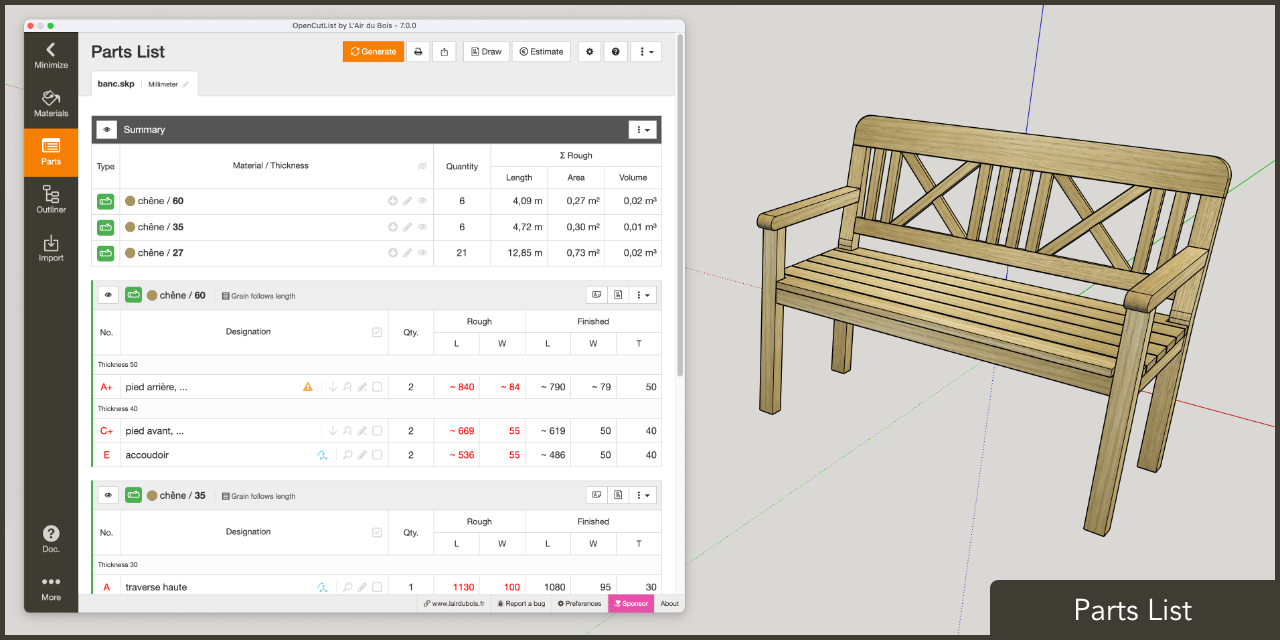 OpenCutList by L'Air du Bois - 7.0.0
Minimize
Materials
Parts
Outliner
Import
Doc.
More
Parts List
Generate
Draw
Estimate
banc.skp
Millimeter
Summary
Type Material / Thickness Quantity Σ Rough
Length Area Volume
chêne / 60 6 4,09 m 0,27 m² 0,02 m³
chêne / 35 6 4,72 m 0,30 m² 0,01 m³
chêne / 27 21 12,85 m 0,73 m² 0,02 m³
chêne / 60 Grain follows length
No. Designation Qty. Rough Finished
L W L W T
Thickness 50
A+ pied arrière, ... 2 ~ 840 ~ 84 ~ 790 ~ 79 50
Thickness 40
C+ pied avant, ... 2 ~ 669 55 ~ 619 50 40
E accoudoir 2 ~ 536 55 ~ 486 50 40
chêne / 35 Grain follows length
No. Designation Qty. Rough Finished
L W L W T
Thickness 30
A traverse haute 1 1130 100 1080 95 30
www.lairdubois.fr Report a bug Preferences Sponsor About
Parts List